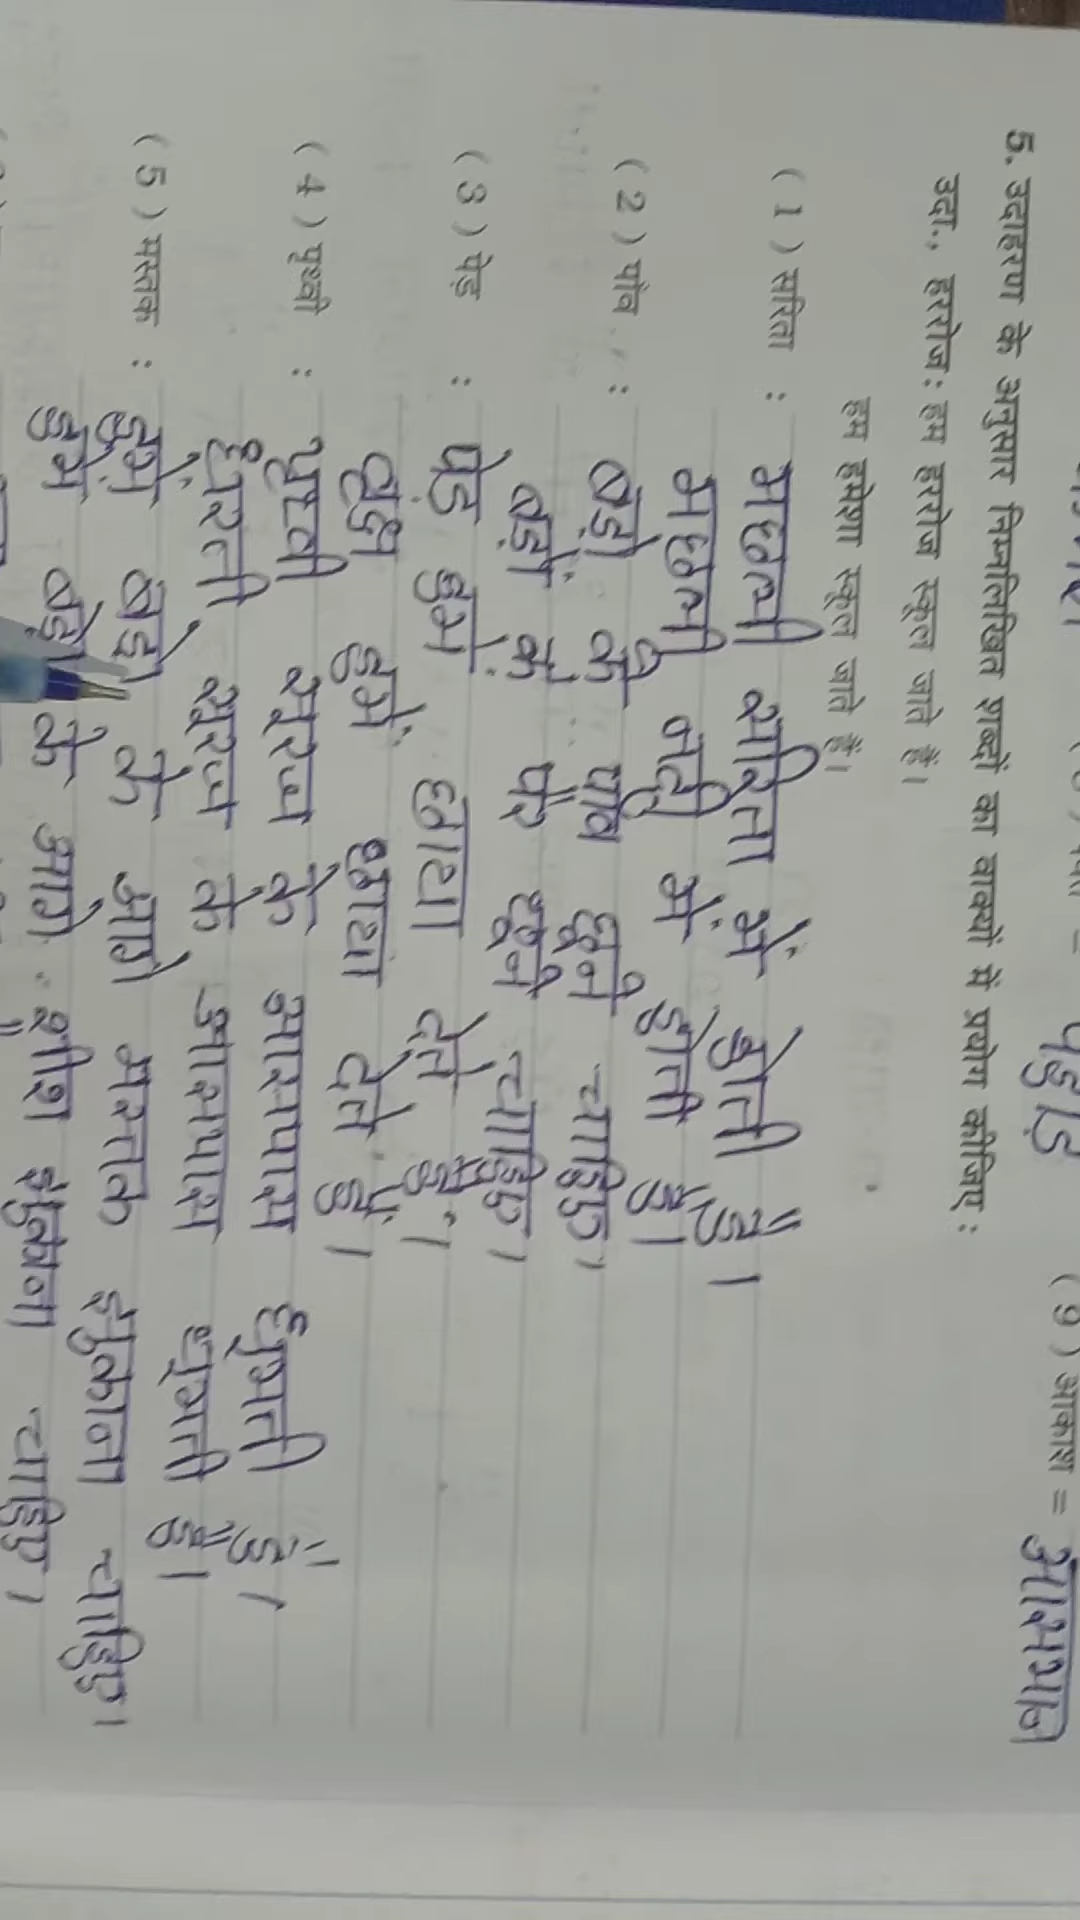 (9) आकाश = आसमान
5. उदाहरण के अनुसार निम्नलिखित शब्दों का वाक्यों में प्रयोग कीजिए :
उदा., हररोज: हम हररोज स्कूल जाते हैं।
हम हमेशा स्कूल जाते हैं।
(1) सरिता : मछली सरिता में होती हैं।
मछली नदी में होती हैं।
(2) पांव : बड़ों के पांव छूने चाहिए।
बड़ों के पैर छूने चाहिए।
(3) पेड़ : पेड़ हमें छाया देते हैं।
वृक्ष हमें छाया देते हैं।
(4) पृथ्वी : पृथ्वी सूरज के आसपास घूमती हैं।
धरती सूरज के आसपास घूमती हैं।
(5) मस्तक : हमें बड़ो के आगे मस्तक झुकाना चाहिए।
हमें बड़ो के आगे शीश झुकाना चाहिए।